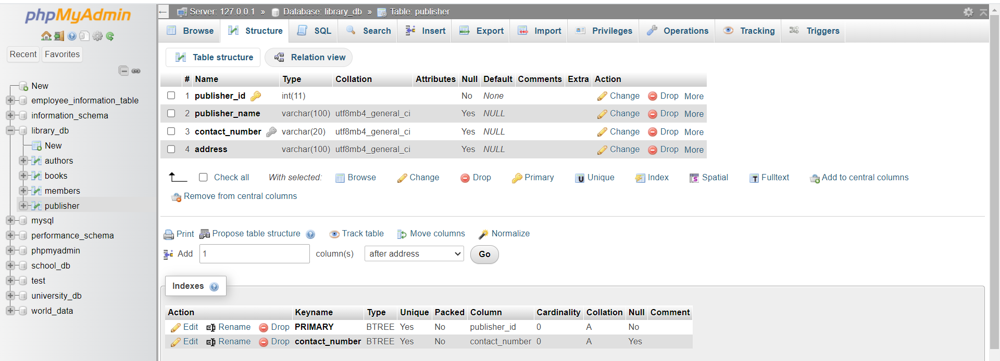 phpMyAdmin
Recent Favorites
New
employee_information_table
information_schema
library_db
New
authors
books
members
publisher
mysql
performance_schema
phpmyadmin
school_db
test
university_db
world_data
Server: 127.0.0.1 » Database: library_db » Table: publisher
Browse Structure SQL Search Insert Export Import Privileges Operations Tracking Triggers
Table structure Relation view
# Name Type Collation Attributes Null Default Comments Extra Action
1 publisher_id int(11) No None Change Drop More
2 publisher_name varchar(100) utf8mb4_general_ci Yes NULL Change Drop More
3 contact_number varchar(20) utf8mb4_general_ci Yes NULL Change Drop More
4 address varchar(100) utf8mb4_general_ci Yes NULL Change Drop More
Check all With selected: Browse Change Drop Primary Unique Index Spatial Fulltext Add to central columns
Remove from central columns
Print Propose table structure Track table Move columns Normalize
Add 1 column(s) after address Go
Indexes
Action Keyname Type Unique Packed Column Cardinality Collation Null Comment
Edit Rename Drop PRIMARY BTREE Yes No publisher_id 0 A No
Edit Rename Drop contact_number BTREE Yes No contact_number 0 A Yes